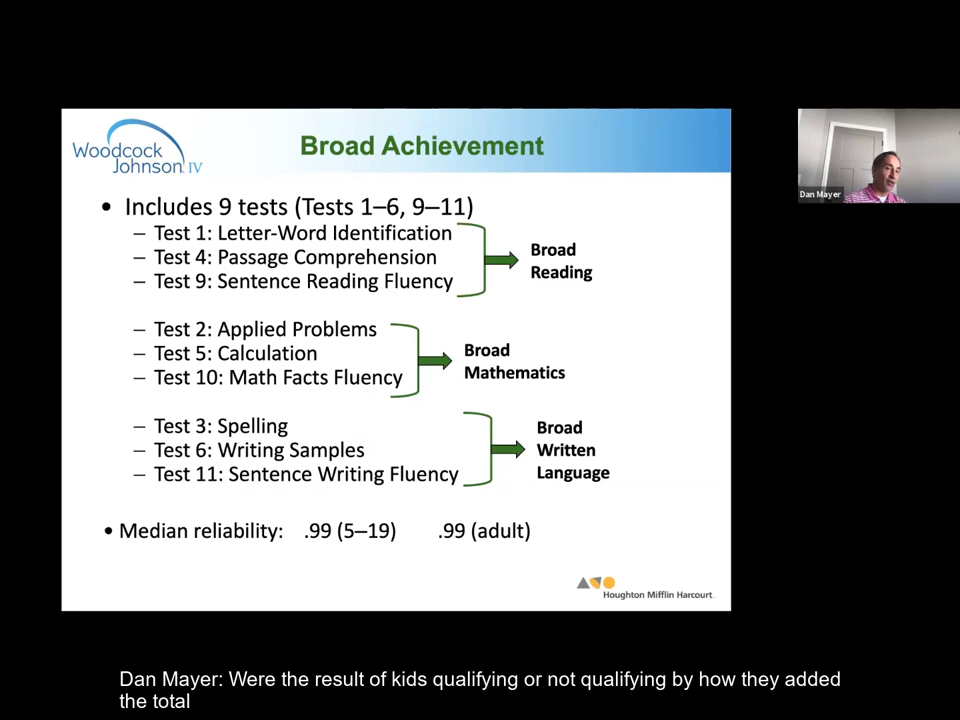 Woodcock
Johnson IV
Broad Achievement
Dan Mayer
• Includes 9 tests (Tests 1–6, 9–11)
– Test 1: Letter-Word Identification
– Test 4: Passage Comprehension
– Test 9: Sentence Reading Fluency
Broad
Reading
– Test 2: Applied Problems
– Test 5: Calculation
– Test 10: Math Facts Fluency
Broad
Mathematics
– Test 3: Spelling
– Test 6: Writing Samples
– Test 11: Sentence Writing Fluency
Broad
Written
Language
• Median reliability: .99 (5–19) .99 (adult)
Houghton Mifflin Harcourt
Dan Mayer: Were the result of kids qualifying or not qualifying by how they added
the total